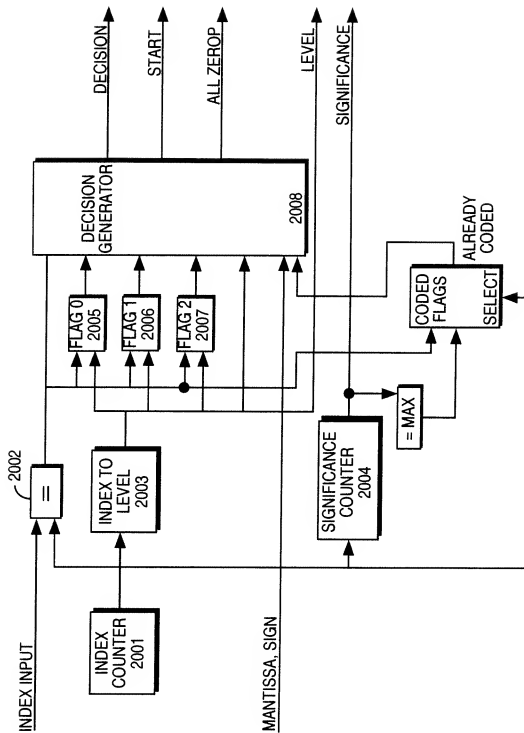 INDEX INPUT
2002
=
INDEX
COUNTER
2001
INDEX TO
LEVEL
2003
FLAG 0
2005
FLAG 1
2006
FLAG 2
2007
DECISION
GENERATOR
2008
DECISION
START
ALL ZEROP
LEVEL
SIGNIFICANCE
MANTISSA, SIGN
SIGNIFICANCE
COUNTER
2004
= MAX
CODED
FLAGS
SELECT
ALREADY
CODED